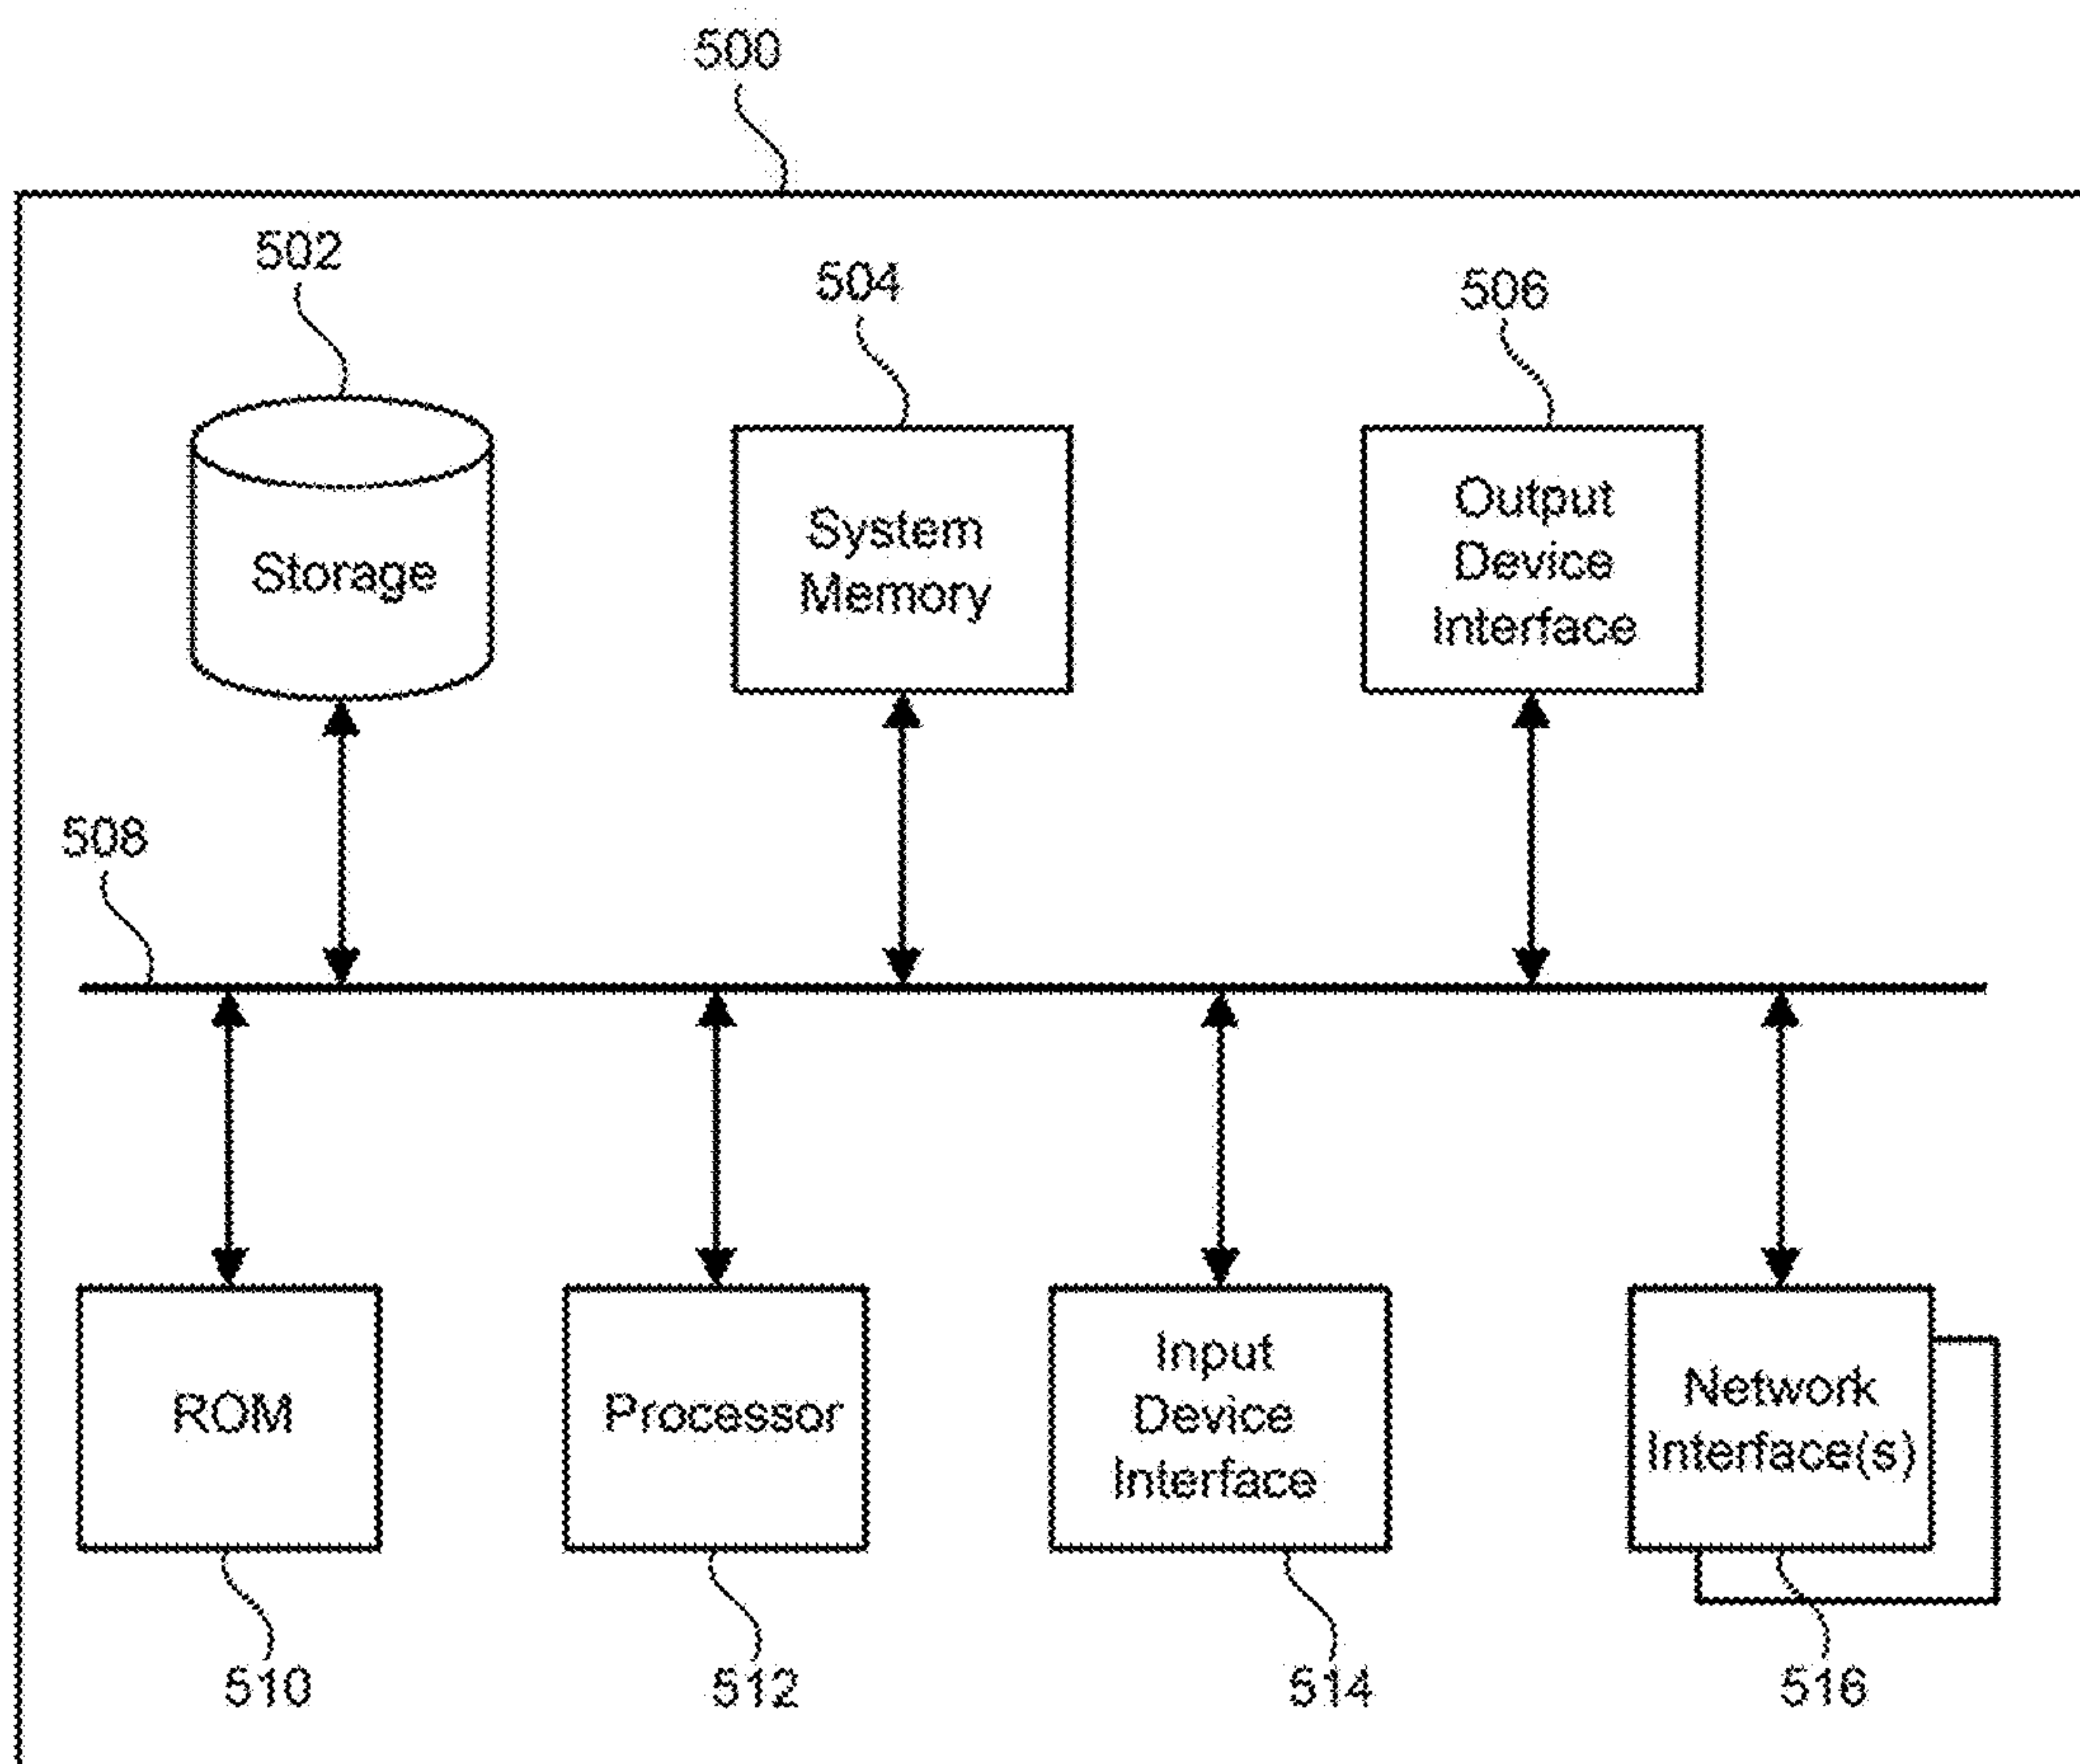 500
502
504
506
Storage
System
Memory
Output
Device
Interface
508
ROM
Processor
Input
Device
Interface
Network
Interface(s)
510
512
514
516